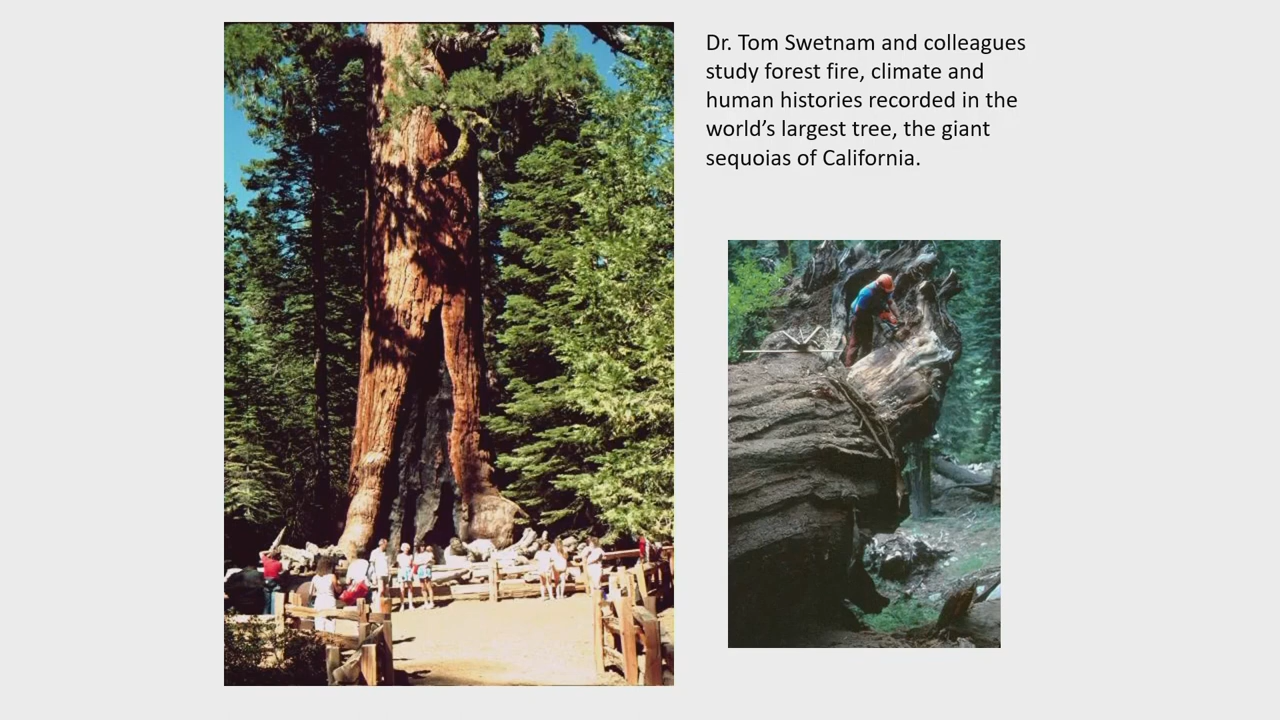 Dr. Tom Swetnam and colleagues
study forest fire, climate and
human histories recorded in the
world’s largest tree, the giant
sequoias of California.